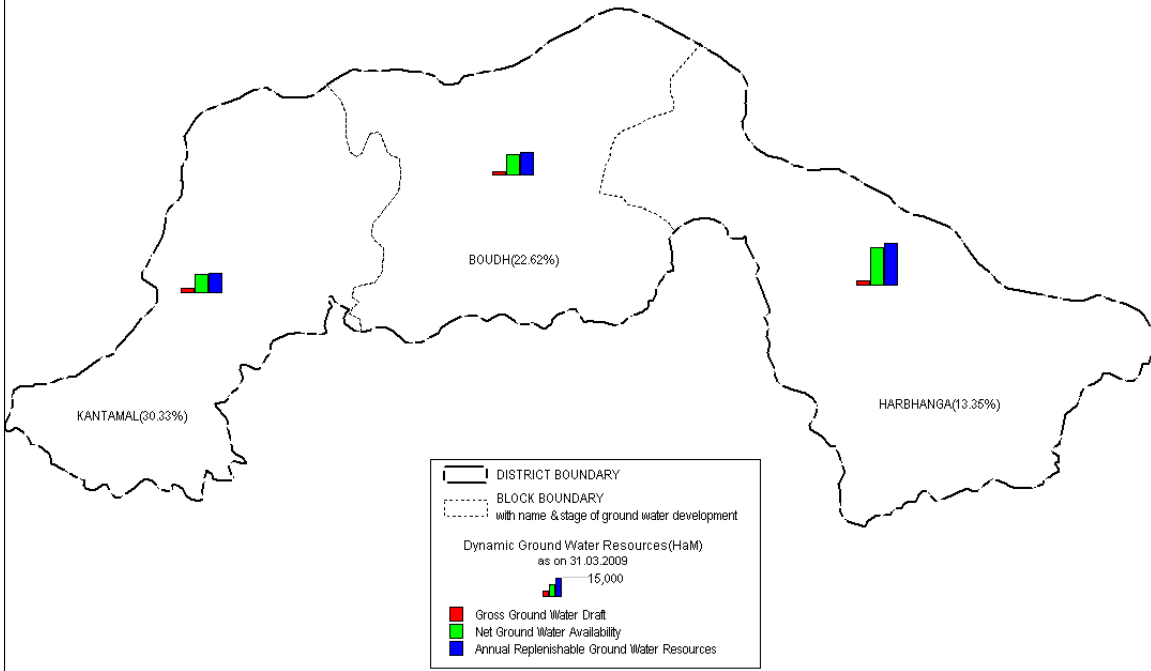 BOUDH(22.62%)
KANTAMAL(30.33%)
HARBHANGA(13.35%)
DISTRICT BOUNDARY
BLOCK BOUNDARY
with name & stage of ground water development
Dynamic Ground Water Resources(HaM)
as on 31.03.2009
15,000
Gross Ground Water Draft
Net Ground Water Availability
Annual Replenishable Ground Water Resources